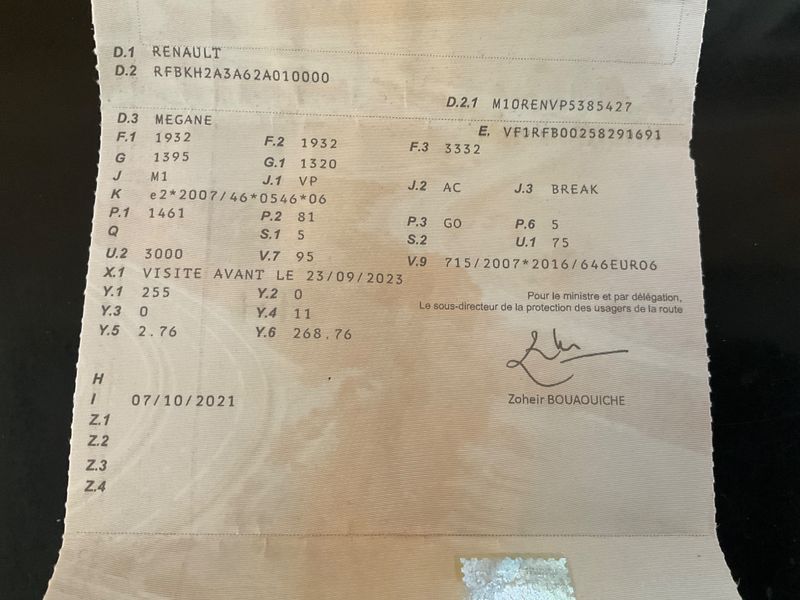 D.1 RENAULT
D.2 RFBKH2A3A62A010000
D.2.1 M10RENVP5385427
D.3 MEGANE
E. VF1RFB00258291691
F.1 1932 F.2 1932 F.3 3332
G 1395 G.1 1320
J M1 J.1 VP J.2 AC J.3 BREAK
K e2*2007/46*0546*06
P.1 1461 P.2 81 P.3 GO P.6 5
Q S.1 5 S.2 U.1 75
U.2 3000 V.7 95 V.9 715/2007*2016/646EURO6
X.1 VISITE AVANT LE 23/09/2023
Y.1 255 Y.2 0
Y.3 0 Y.4 11
Y.5 2.76 Y.6 268.76
Pour le ministre et par délégation,
Le sous-directeur de la protection des usagers de la route
Zoheir BOUAOUICHE
H
I 07/10/2021
Z.1
Z.2
Z.3
Z.4